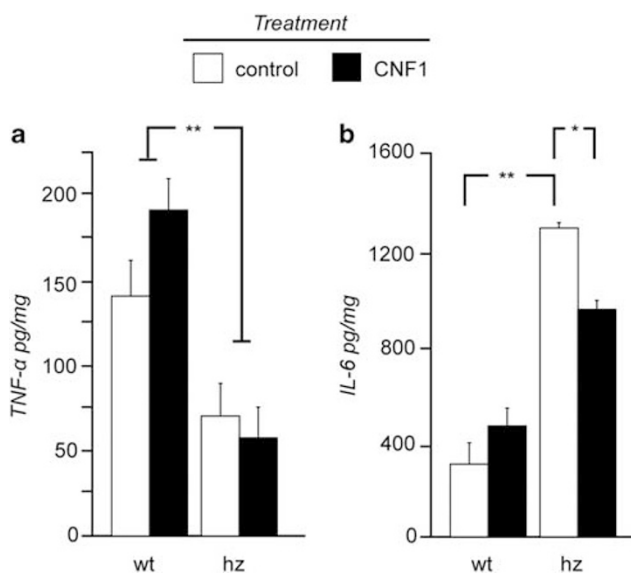 Treatment
control CNF1
a
**
200
150
100
50
0
TNF-α pg/mg
wt hz
b
*
**
1600
1200
800
400
0
IL-6 pg/mg
wt hz